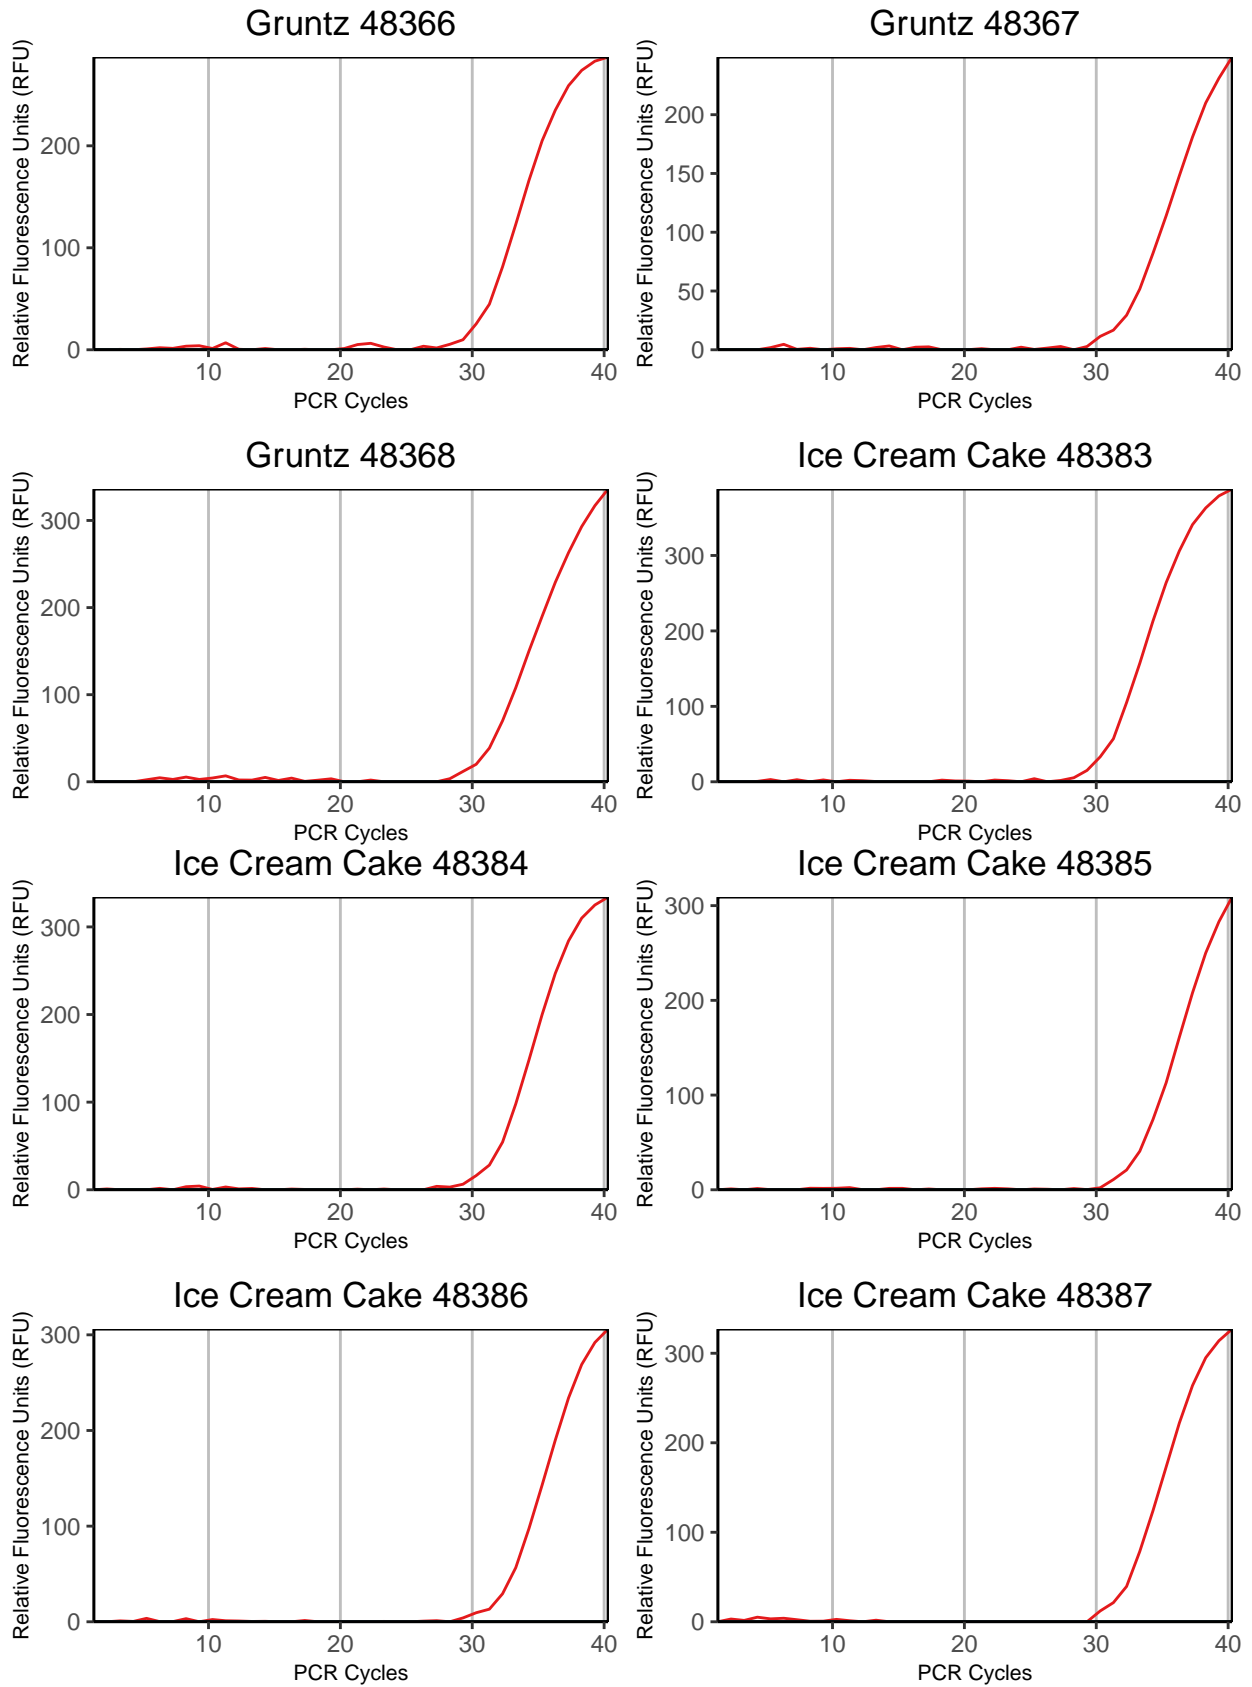 Gruntz 48366
Relative Fluorescence Units (RFU)
200
100
0
10 20 30 40
PCR Cycles
Gruntz 48367
Relative Fluorescence Units (RFU)
200
150
100
50
0
10 20 30 40
PCR Cycles
Gruntz 48368
Relative Fluorescence Units (RFU)
300
200
100
0
10 20 30 40
PCR Cycles
Ice Cream Cake 48383
Relative Fluorescence Units (RFU)
300
200
100
0
10 20 30 40
PCR Cycles
Ice Cream Cake 48384
Relative Fluorescence Units (RFU)
300
200
100
0
10 20 30 40
PCR Cycles
Ice Cream Cake 48385
Relative Fluorescence Units (RFU)
300
200
100
0
10 20 30 40
PCR Cycles
Ice Cream Cake 48386
Relative Fluorescence Units (RFU)
300
200
100
0
10 20 30 40
PCR Cycles
Ice Cream Cake 48387
Relative Fluorescence Units (RFU)
300
200
100
0
10 20 30 40
PCR Cycles